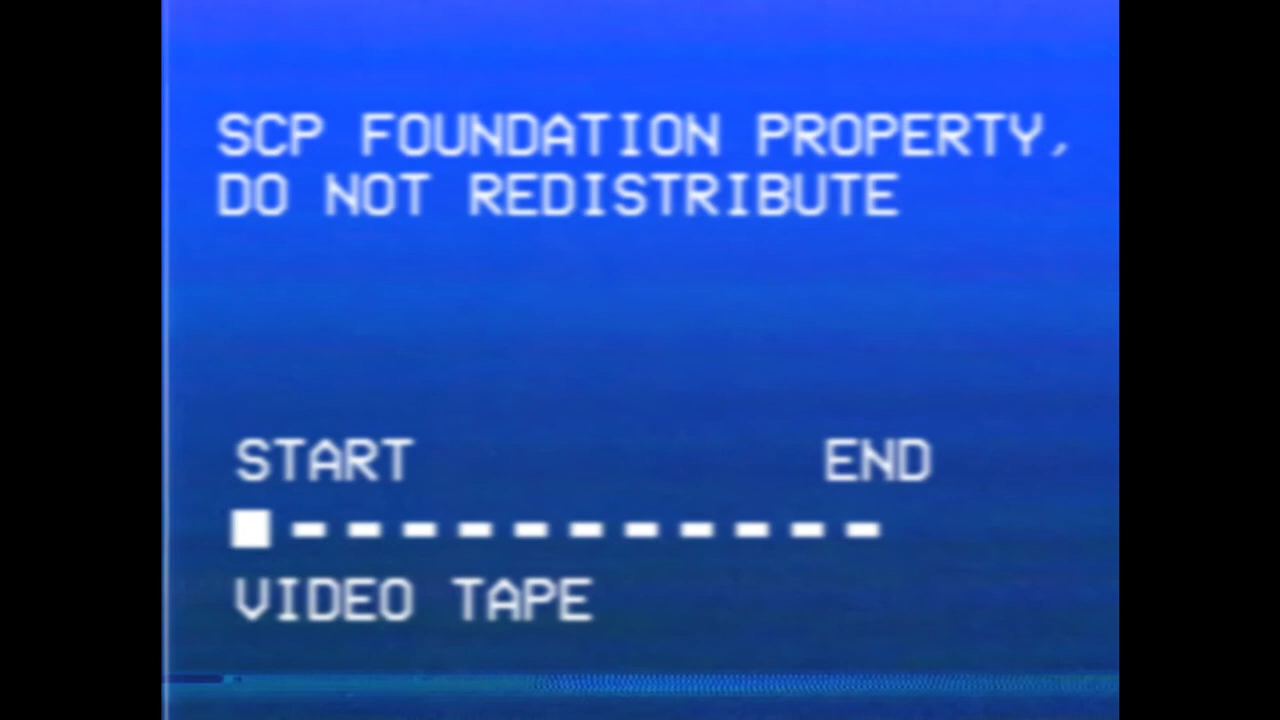 SCP FOUNDATION PROPERTY,
DO NOT REDISTRIBUTE
START END
VIDEO TAPE